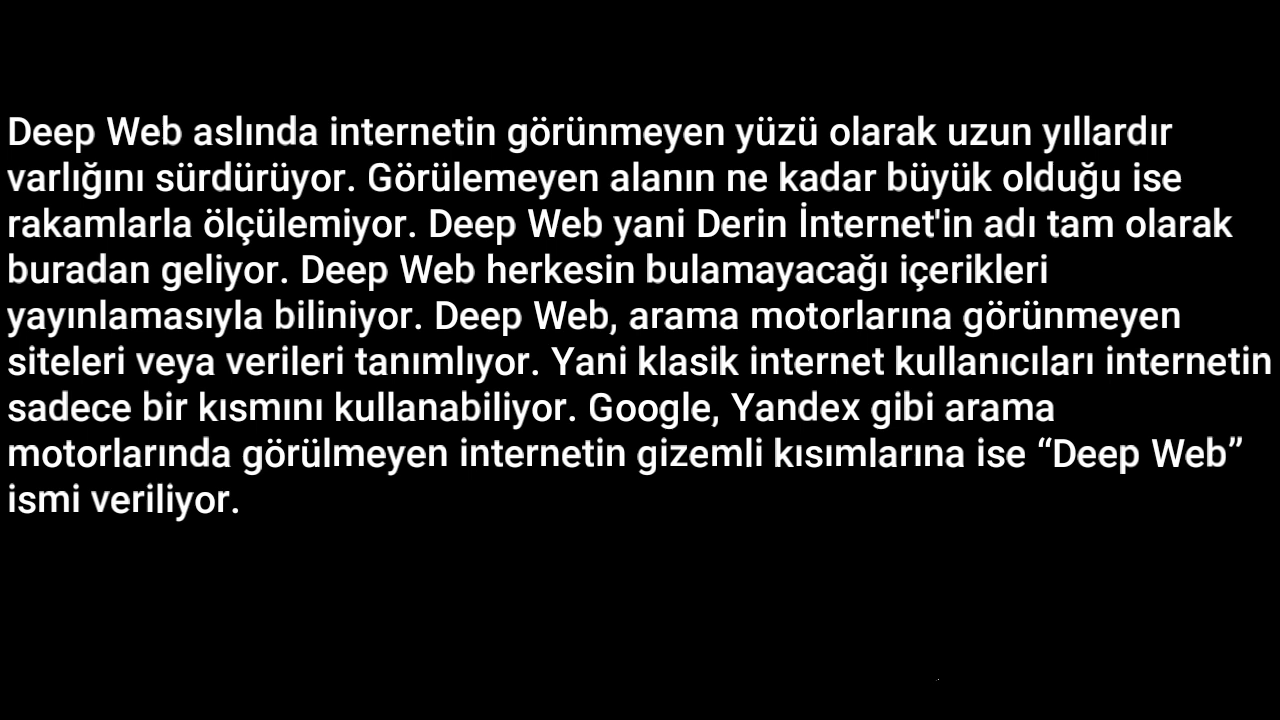 Deep Web aslında internetin görünmeyen yüzü olarak uzun yıllardır
varlığını sürdürüyor. Görülemeyen alanın ne kadar büyük olduğu ise
rakamlarla ölçülemiyor. Deep Web yani Derin İnternet'in adı tam olarak
buradan geliyor. Deep Web herkesin bulamayacağı içerikleri
yayınlamasıyla biliniyor. Deep Web, arama motorlarına görünmeyen
siteleri veya verileri tanımlıyor. Yani klasik internet kullanıcıları internetin
sadece bir kısmını kullanabiliyor. Google, Yandex gibi arama
motorlarında görülmeyen internetin gizemli kısımlarına ise “Deep Web”
ismi veriliyor.